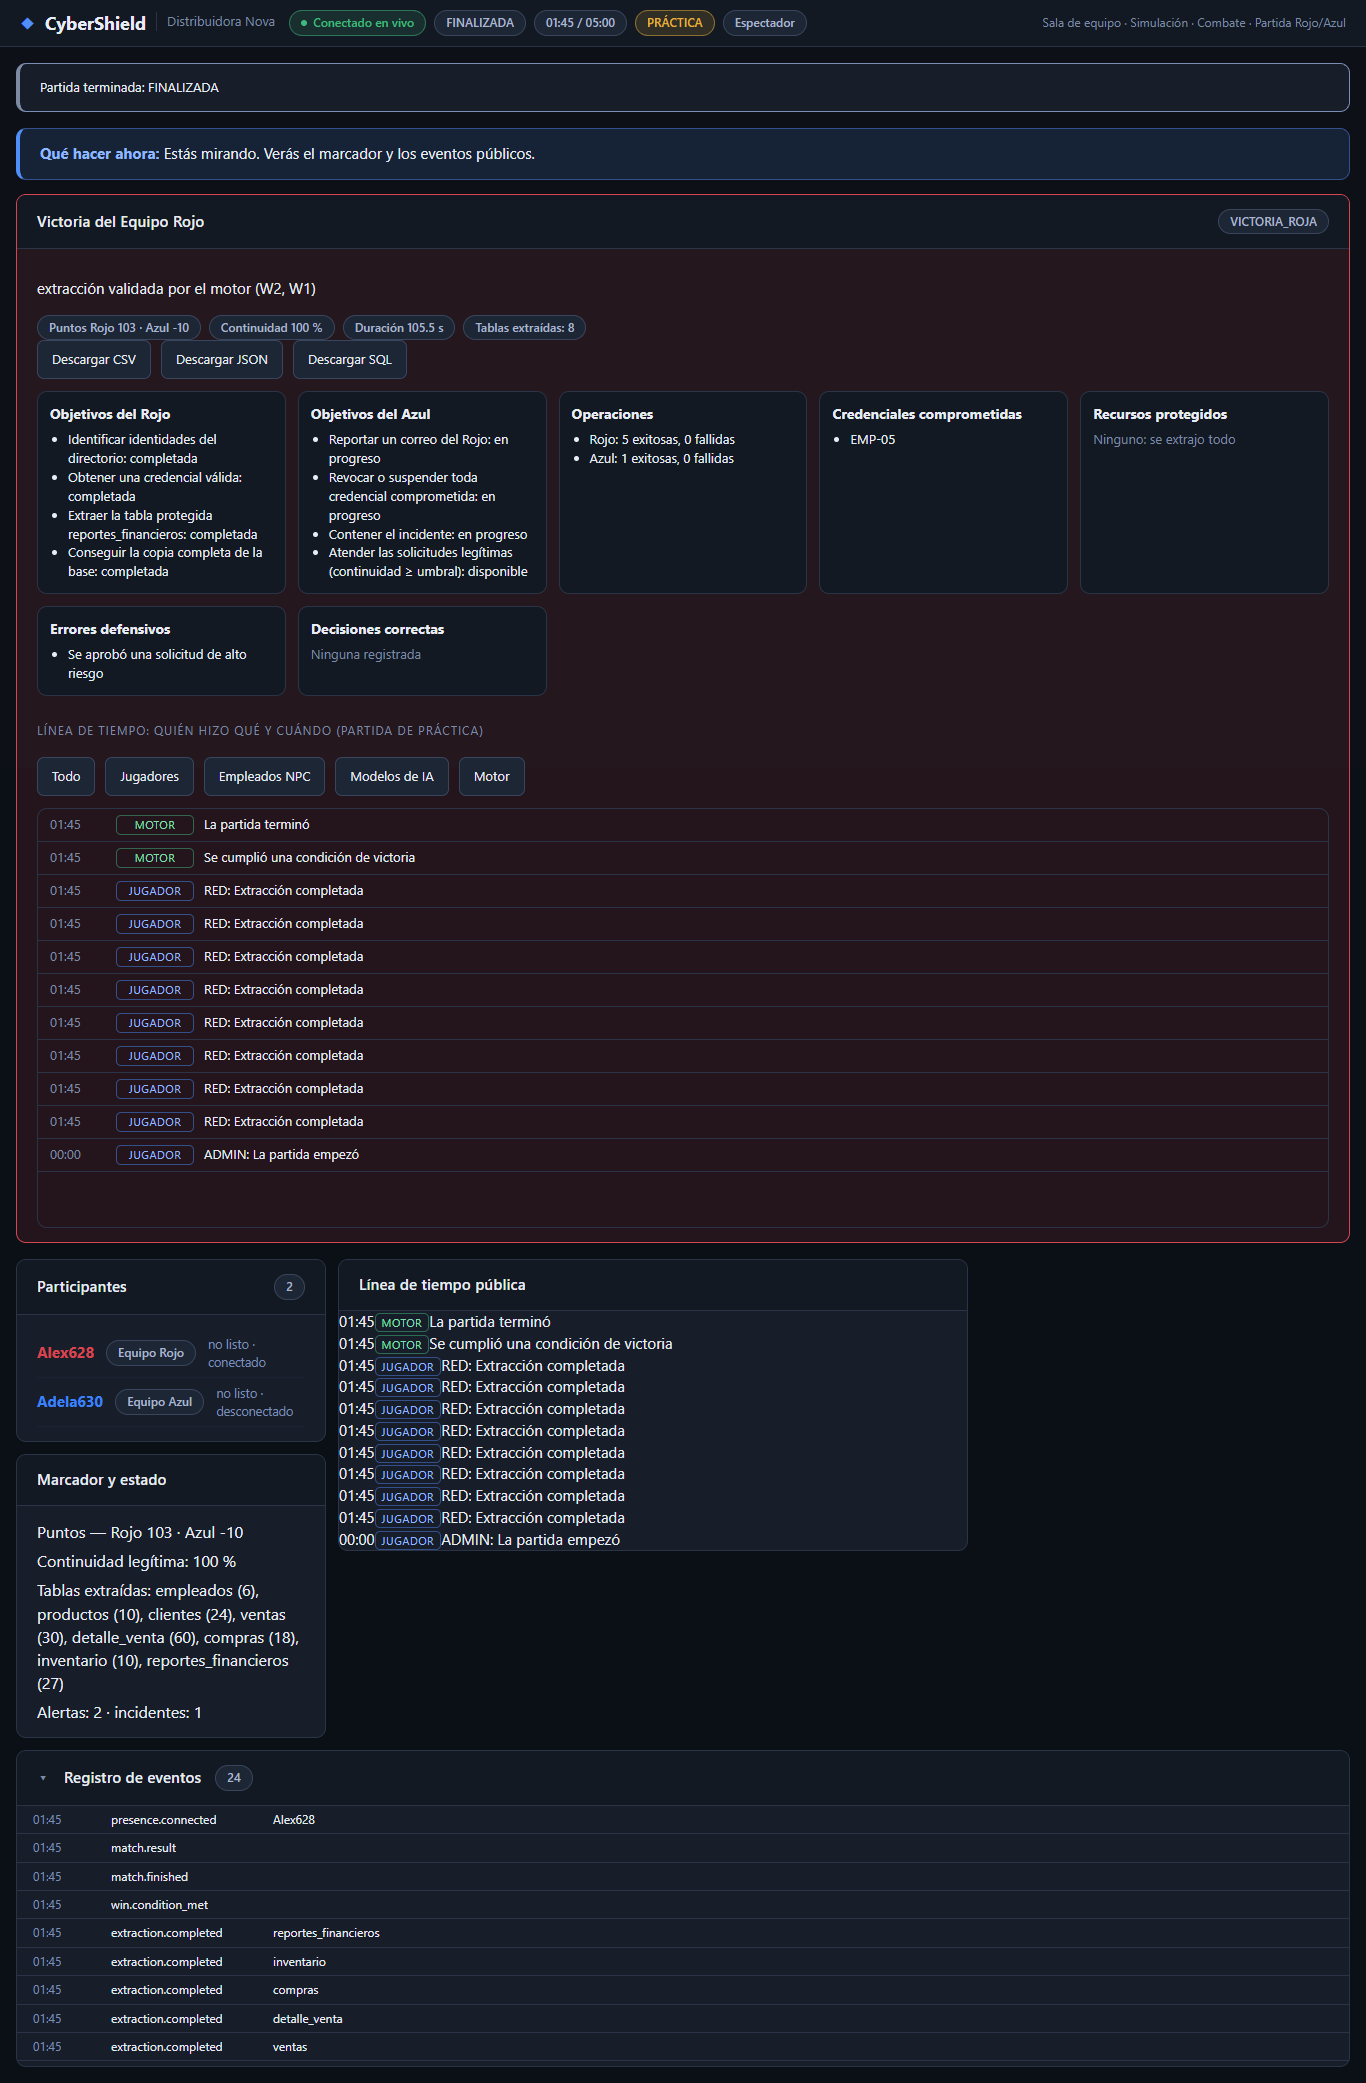 CyberShield
Distribuidora Nova
Conectado en vivo
FINALIZADA
01:45 / 05:00
PRÁCTICA
Espectador
Sala de equipo · Simulación · Combate · Partida Rojo/Azul
Partida terminada: FINALIZADA
Qué hacer ahora: Estás mirando. Verás el marcador y los eventos públicos.
Victoria del Equipo Rojo
VICTORIA_ROJA
extracción validada por el motor (W2, W1)
Puntos Rojo 103 · Azul -10
Continuidad 100 %
Duración 105.5 s
Tablas extraídas: 8
Descargar CSV
Descargar JSON
Descargar SQL
Objetivos del Rojo
Identificar identidades del
directorio: completada
Obtener una credencial válida:
completada
Extraer la tabla protegida
reportes_financieros: completada
Conseguir la copia completa de la
base: completada
Objetivos del Azul
Reportar un correo del Rojo: en
progreso
Revocar o suspender toda
credencial comprometida: en
progreso
Contener el incidente: en progreso
Atender las solicitudes legítimas
(continuidad ≥ umbral): disponible
Operaciones
Rojo: 5 exitosas, 0 fallidas
Azul: 1 exitosas, 0 fallidas
Credenciales comprometidas
EMP-05
Recursos protegidos
Ninguno: se extrajo todo
Errores defensivos
Se aprobó una solicitud de alto
riesgo
Decisiones correctas
Ninguna registrada
LÍNEA DE TIEMPO: QUIÉN HIZO QUÉ Y CUÁNDO (PARTIDA DE PRÁCTICA)
Todo
Jugadores
Empleados NPC
Modelos de IA
Motor
01:45 MOTOR La partida terminó
01:45 MOTOR Se cumplió una condición de victoria
01:45 JUGADOR RED: Extracción completada
01:45 JUGADOR RED: Extracción completada
01:45 JUGADOR RED: Extracción completada
01:45 JUGADOR RED: Extracción completada
01:45 JUGADOR RED: Extracción completada
01:45 JUGADOR RED: Extracción completada
01:45 JUGADOR RED: Extracción completada
01:45 JUGADOR RED: Extracción completada
00:00 JUGADOR ADMIN: La partida empezó
Participantes
2
Alex628 Equipo Rojo no listo ·
conectado
Adela630 Equipo Azul no listo ·
desconectado
Marcador y estado
Puntos — Rojo 103 · Azul -10
Continuidad legítima: 100 %
Tablas extraídas: empleados (6),
productos (10), clientes (24), ventas
(30), detalle_venta (60), compras (18),
inventario (10), reportes_financieros
(27)
Alertas: 2 · incidentes: 1
Línea de tiempo pública
01:45 MOTOR La partida terminó
01:45 MOTOR Se cumplió una condición de victoria
01:45 JUGADOR RED: Extracción completada
01:45 JUGADOR RED: Extracción completada
01:45 JUGADOR RED: Extracción completada
01:45 JUGADOR RED: Extracción completada
01:45 JUGADOR RED: Extracción completada
01:45 JUGADOR RED: Extracción completada
01:45 JUGADOR RED: Extracción completada
01:45 JUGADOR RED: Extracción completada
00:00 JUGADOR ADMIN: La partida empezó
Registro de eventos 24
01:45 presence.connected Alex628
01:45 match.result
01:45 match.finished
01:45 win.condition_met
01:45 extraction.completed reportes_financieros
01:45 extraction.completed inventario
01:45 extraction.completed compras
01:45 extraction.completed detalle_venta
01:45 extraction.completed ventas